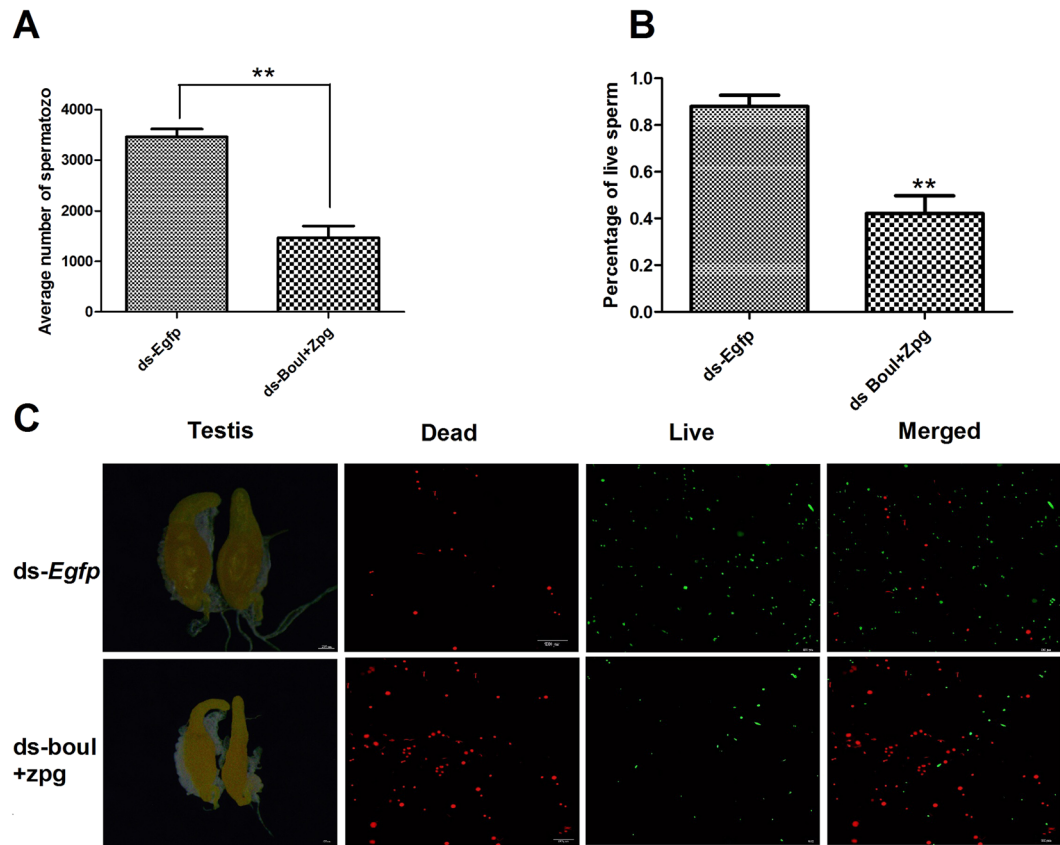 A
Average number of spermatozo
4000
3000
2000
1000
0
**
ds-Egfp
ds-Boul+Zpg
B
Percentage of live sperm
1.0
0.8
0.6
0.4
0.2
0.0
**
ds-Egfp
ds Boul+Zpg
C
Testis
Dead
Live
Merged
ds-Egfp
ds-boul
+zpg